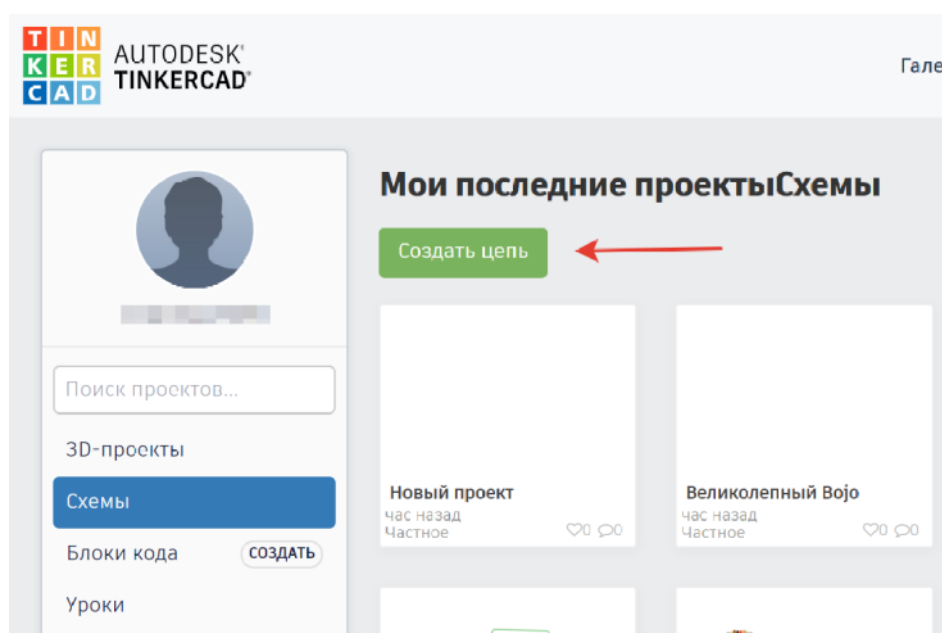 TIN
KER
CAD
AUTODESK
TINKERCAD
Гале
Мои последние проектыСхемы
Создать цепь
Поиск проектов...
3D-проекты
Схемы
Блоки кода
СОЗДАТЬ
Уроки
Новый проект
час назад
Частное
0 0
Великолепный Bojo
час назад
Частное
0 0